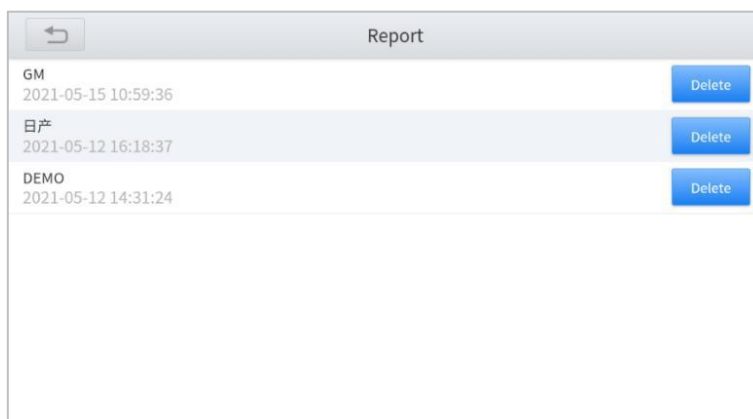 Report
GM
2021-05-15 10:59:36
Delete
日产
2021-05-12 16:18:37
Delete
DEMO
2021-05-12 14:31:24
Delete